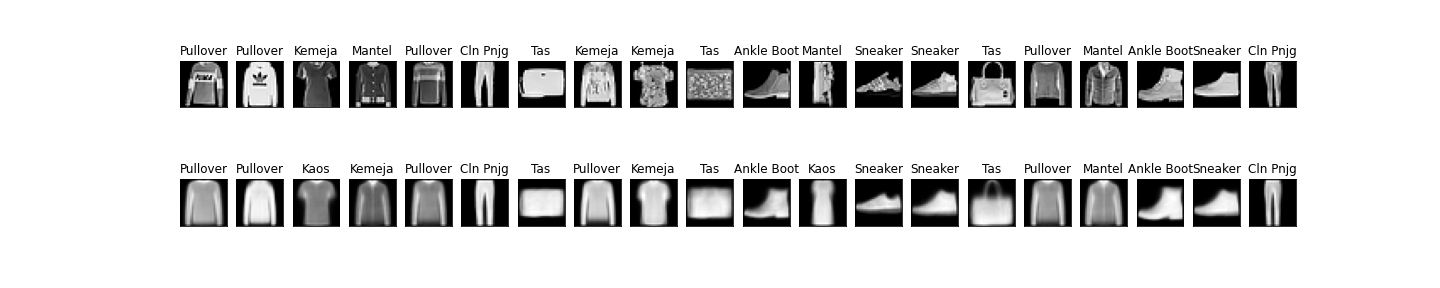 Pullover Pullover Kemeja Mantel Pullover Cln Pnjg Tas Kemeja Kemeja Tas Ankle Boot Mantel Sneaker Sneaker Tas Pullover Mantel Ankle Boot Sneaker Cln Pnjg
Pullover Pullover Kaos Kemeja Pullover Cln Pnjg Tas Pullover Kemeja Tas Ankle Boot Kaos Sneaker Sneaker Tas Pullover Mantel Ankle Boot Sneaker Cln Pnjg